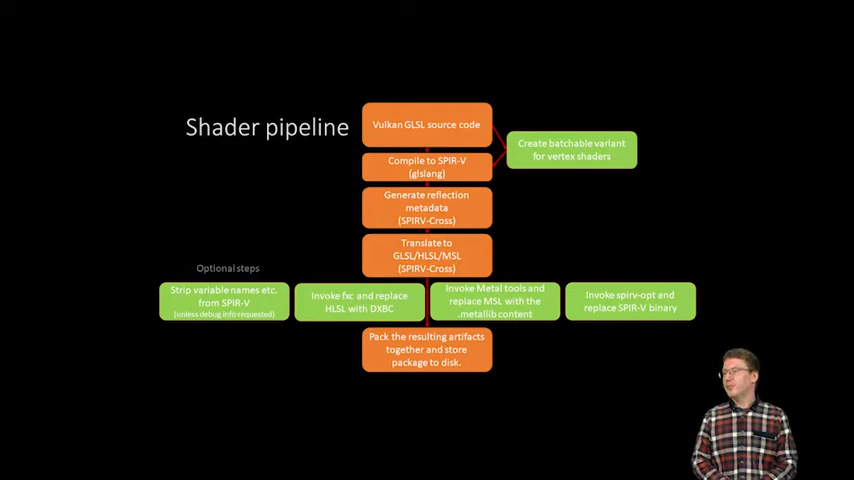 Shader pipeline
Vulkan GLSL source code
Create batchable variant
for vertex shaders
Compile to SPIR-V
(glslang)
Generate reflection
metadata
(SPIRV-Cross)
Translate to
GLSL/HLSL/MSL
(SPIRV-Cross)
Optional steps
Strip variable names etc.
from SPIR-V
(unless debug info requested)
Invoke fxc and replace
HLSL with DXBC
Invoke Metal tools and
replace MSL with the
.metallib content
Invoke spirv-opt and
replace SPIR-V binary
Pack the resulting artifacts
together and store
package to disk.